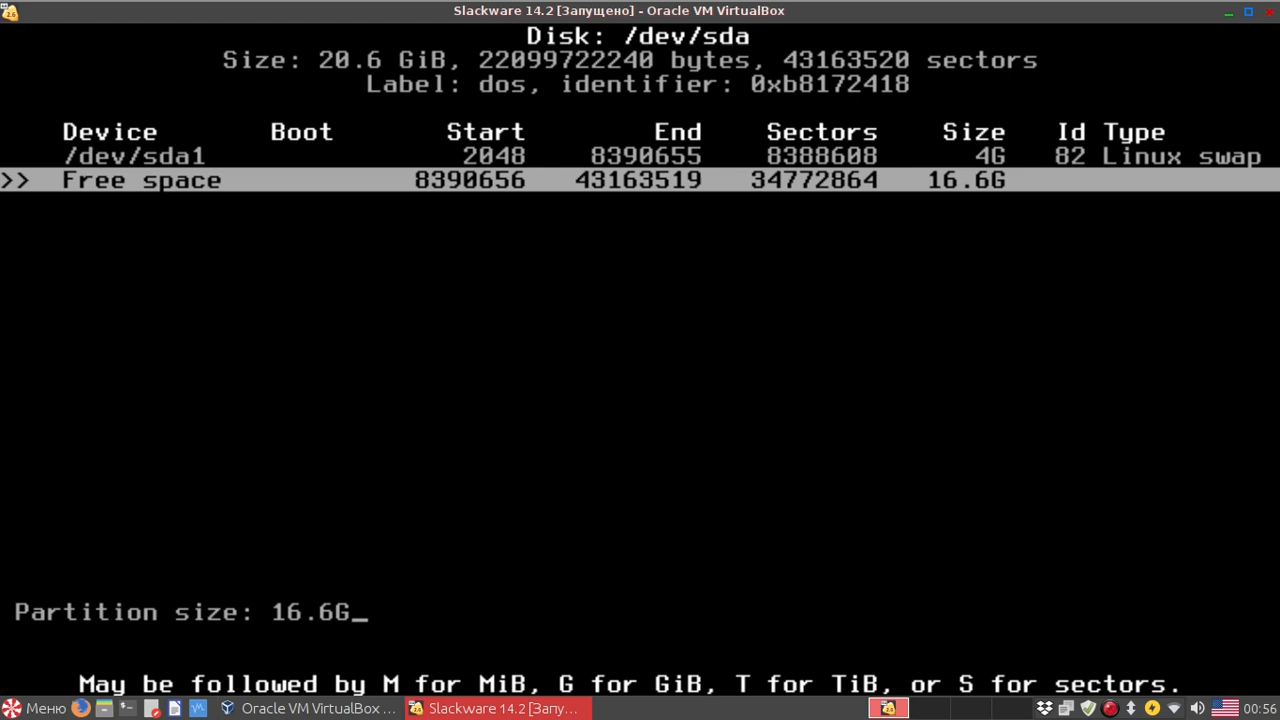 Slackware 14.2 [Запущено] - Oracle VM VirtualBox
Disk: /dev/sda
Size: 20.6 GiB, 22099722240 bytes, 43163520 sectors
Label: dos, identifier: 0xb8172418
Device Boot Start End Sectors Size Id Type
/dev/sda1 2048 8390655 8388608 4G 82 Linux swap
>> Free space 8390656 43163519 34772864 16.6G
Partition size: 16.6G_
May be followed by M for MiB, G for GiB, T for TiB, or S for sectors.
Меню Oracle VM VirtualBox ... Slackware 14.2 [Запу... 00:56